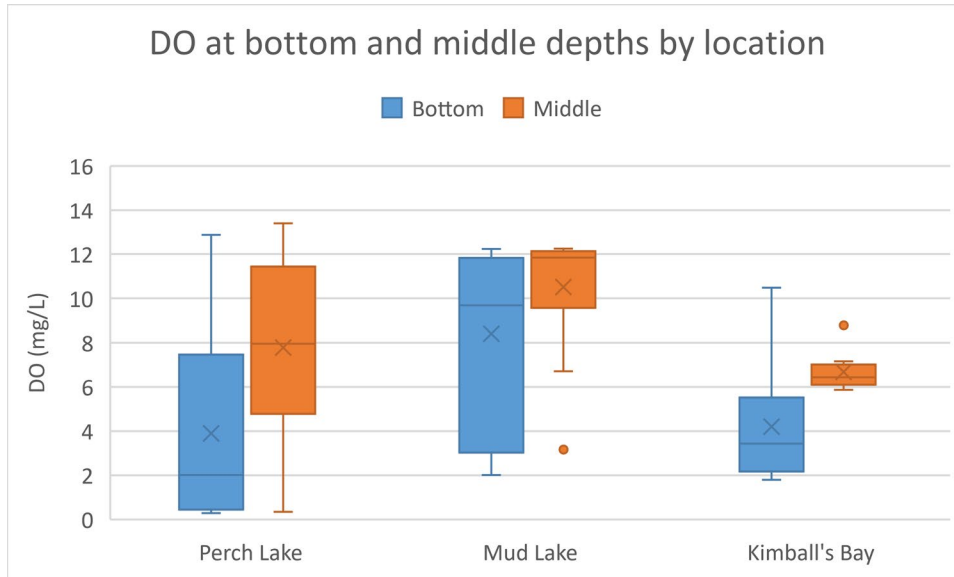 DO at bottom and middle depths by location
Bottom Middle
16
14
12
10
8
6
4
2
0
DO (mg/L)
Perch Lake Mud Lake Kimball's Bay